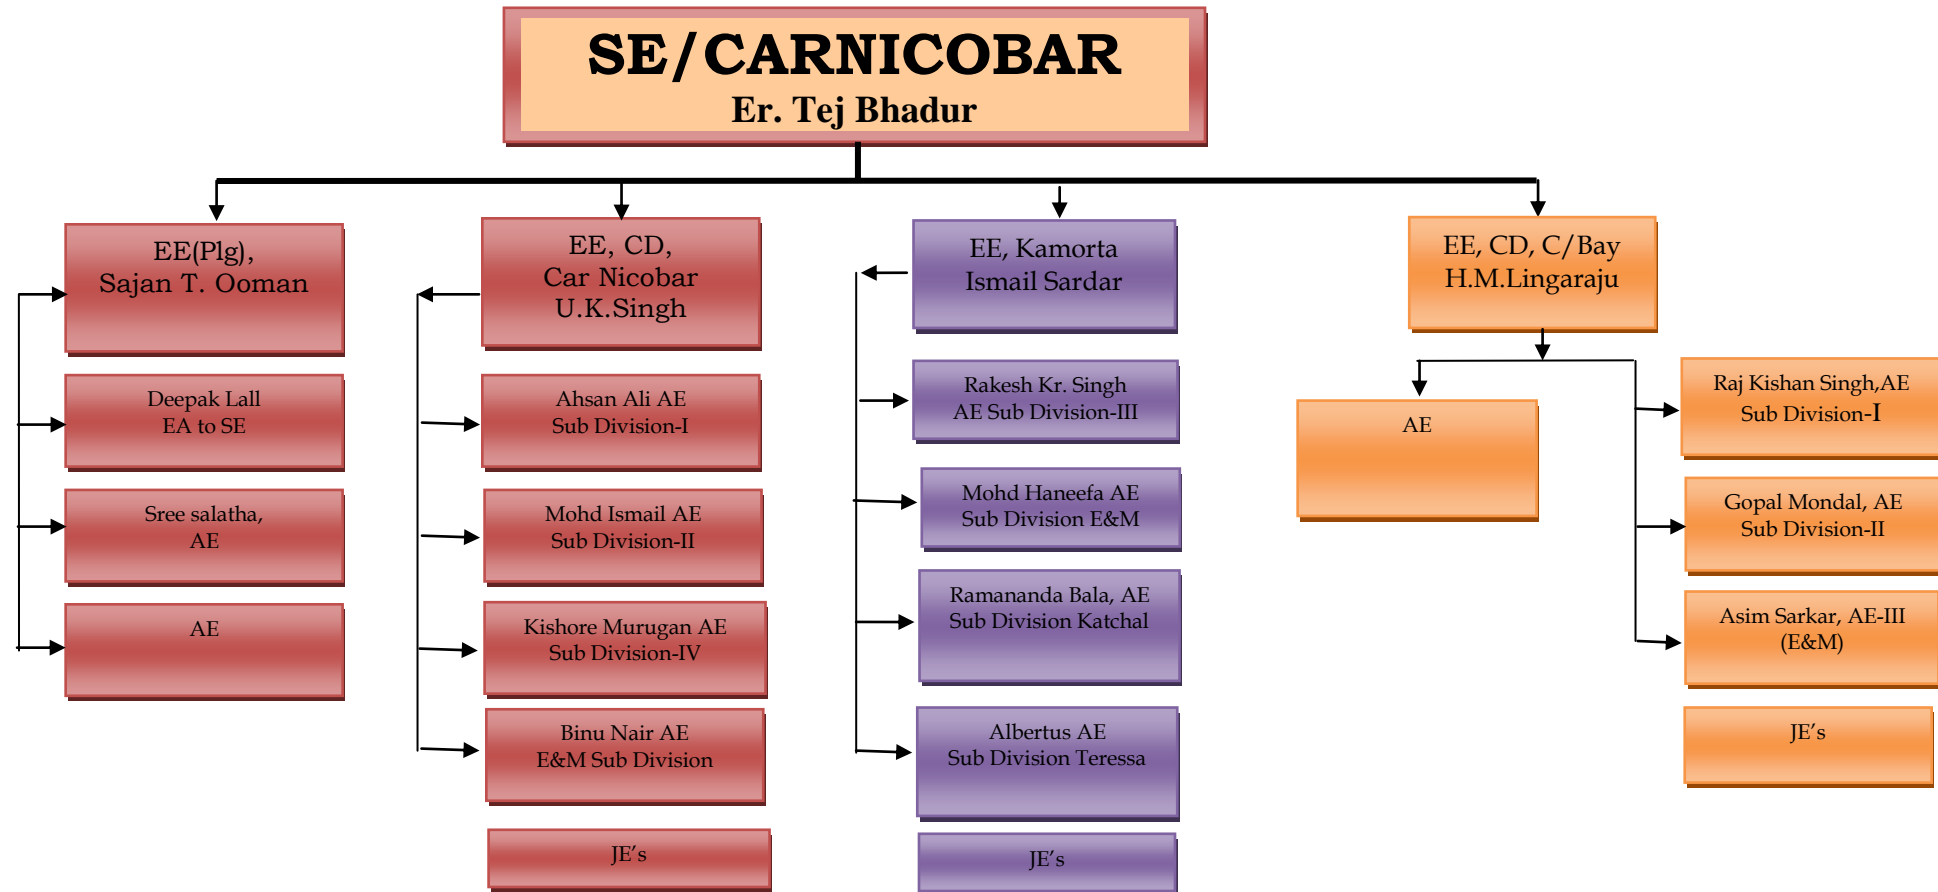 SE/CARNICOBAR
Er. Tej Bhadur
EE(Plg),
Sajan T. Ooman
Deepak Lall
EA to SE
Sree salatha,
AE
AE
EE, CD,
Car Nicobar
U.K.Singh
Ahsan Ali AE
Sub Division-I
Mohd Ismail AE
Sub Division-II
Kishore Murugan AE
Sub Division-IV
Binu Nair AE
E&M Sub Division
JE’s
EE, Kamorta
Ismail Sardar
Rakesh Kr. Singh
AE Sub Division-III
Mohd Haneefa AE
Sub Division E&M
Ramananda Bala, AE
Sub Division Katchal
Albertus AE
Sub Division Teressa
JE’s
EE, CD, C/Bay
H.M.Lingaraju
AE
Raj Kishan Singh,AE
Sub Division-I
Gopal Mondal, AE
Sub Division-II
Asim Sarkar, AE-III
(E&M)
JE’s